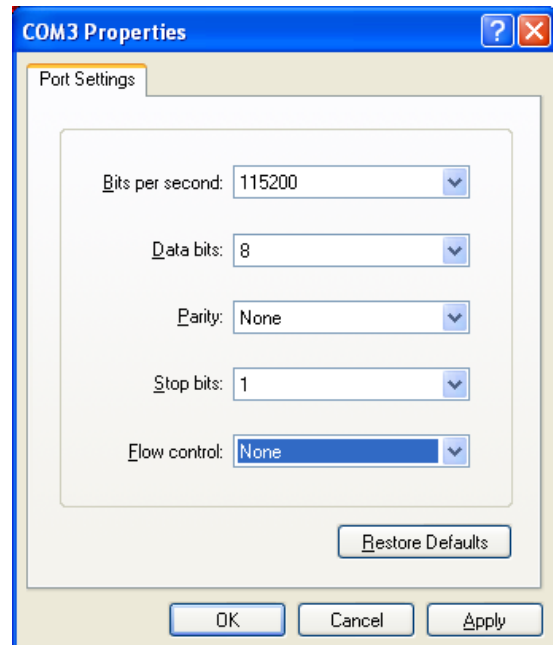 COM3 Properties
Port Settings
Bits per second: 115200
Data bits: 8
Parity: None
Stop bits: 1
Flow control: None
Restore Defaults
OK Cancel Apply